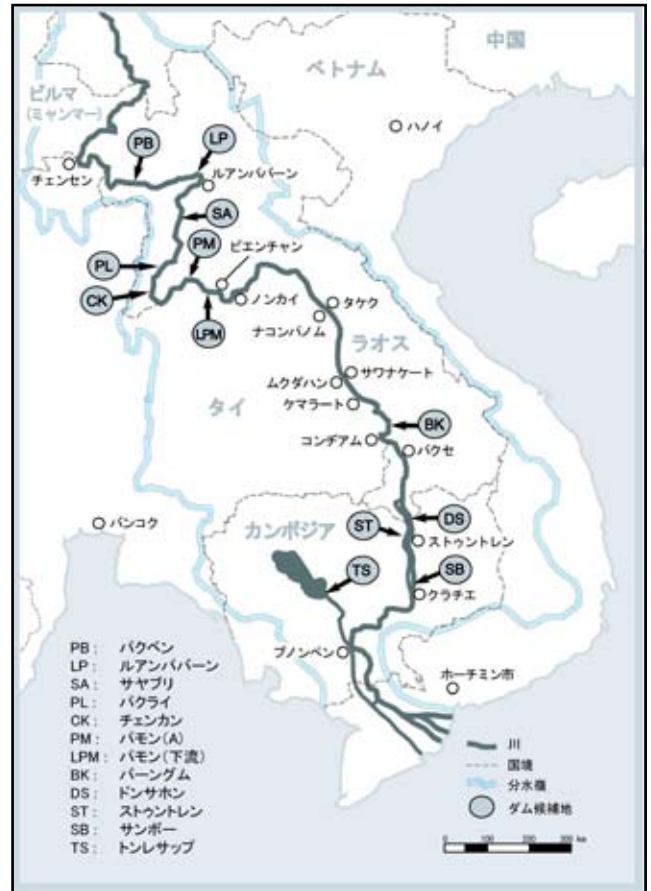 中国
ベトナム
ビルマ
(ミャンマー)
ハノイ
PB
LP
チェンセン
ルアンパバーン
SA
PM
ビエンチャン
PL
CK
ノンカイ
LPM
タケク
ナコンパノム
ラオス
サワナケート
ムクダハン
タイ
ケマラート
BK
コンヂアム
パクセ
バンコク
カンボジア
ST
DS
ストゥントレン
TS
SB
クラチエ
プノンペン
ホーチミン市
PB： パクベン
LP： ルアンパバーン
SA： サヤブリ
PL： パクライ
CK： チェンカン
PM： パモン(A)
LPM： パモン(下流)
BK： バーングム
DS： ドンサホン
ST： ストゥントレン
SB： サンボー
TS： トンレサップ
川
国境
分水嶺
ダム候補地
0 100 200 300 km